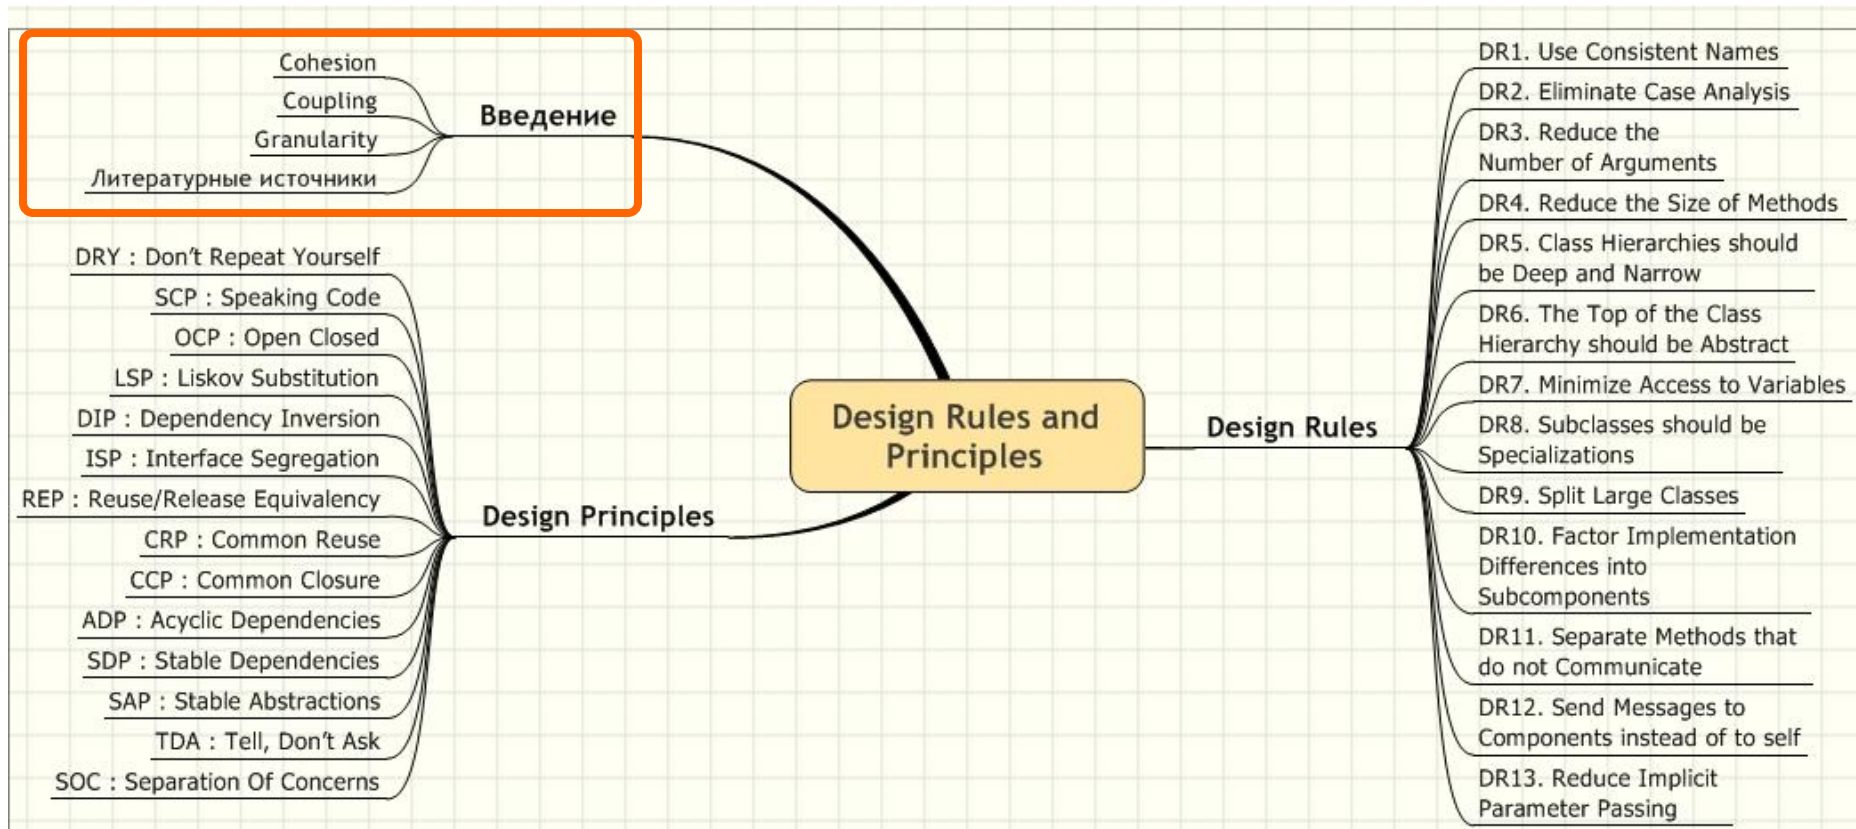 Cohesion
Coupling
Granularity
Литературные источники
Введение
DRY : Don't Repeat Yourself
SCP : Speaking Code
OCP : Open Closed
LSP : Liskov Substitution
DIP : Dependency Inversion
ISP : Interface Segregation
REP : Reuse/Release Equivalency
CRP : Common Reuse
CCP : Common Closure
ADP : Acyclic Dependencies
SDP : Stable Dependencies
SAP : Stable Abstractions
TDA : Tell, Don't Ask
SOC : Separation Of Concerns
Design Principles
Design Rules and
Principles
Design Rules
DR1. Use Consistent Names
DR2. Eliminate Case Analysis
DR3. Reduce the
Number of Arguments
DR4. Reduce the Size of Methods
DR5. Class Hierarchies should
be Deep and Narrow
DR6. The Top of the Class
Hierarchy should be Abstract
DR7. Minimize Access to Variables
DR8. Subclasses should be
Specializations
DR9. Split Large Classes
DR10. Factor Implementation
Differences into
Subcomponents
DR11. Separate Methods that
do not Communicate
DR12. Send Messages to
Components instead of to self
DR13. Reduce Implicit
Parameter Passing